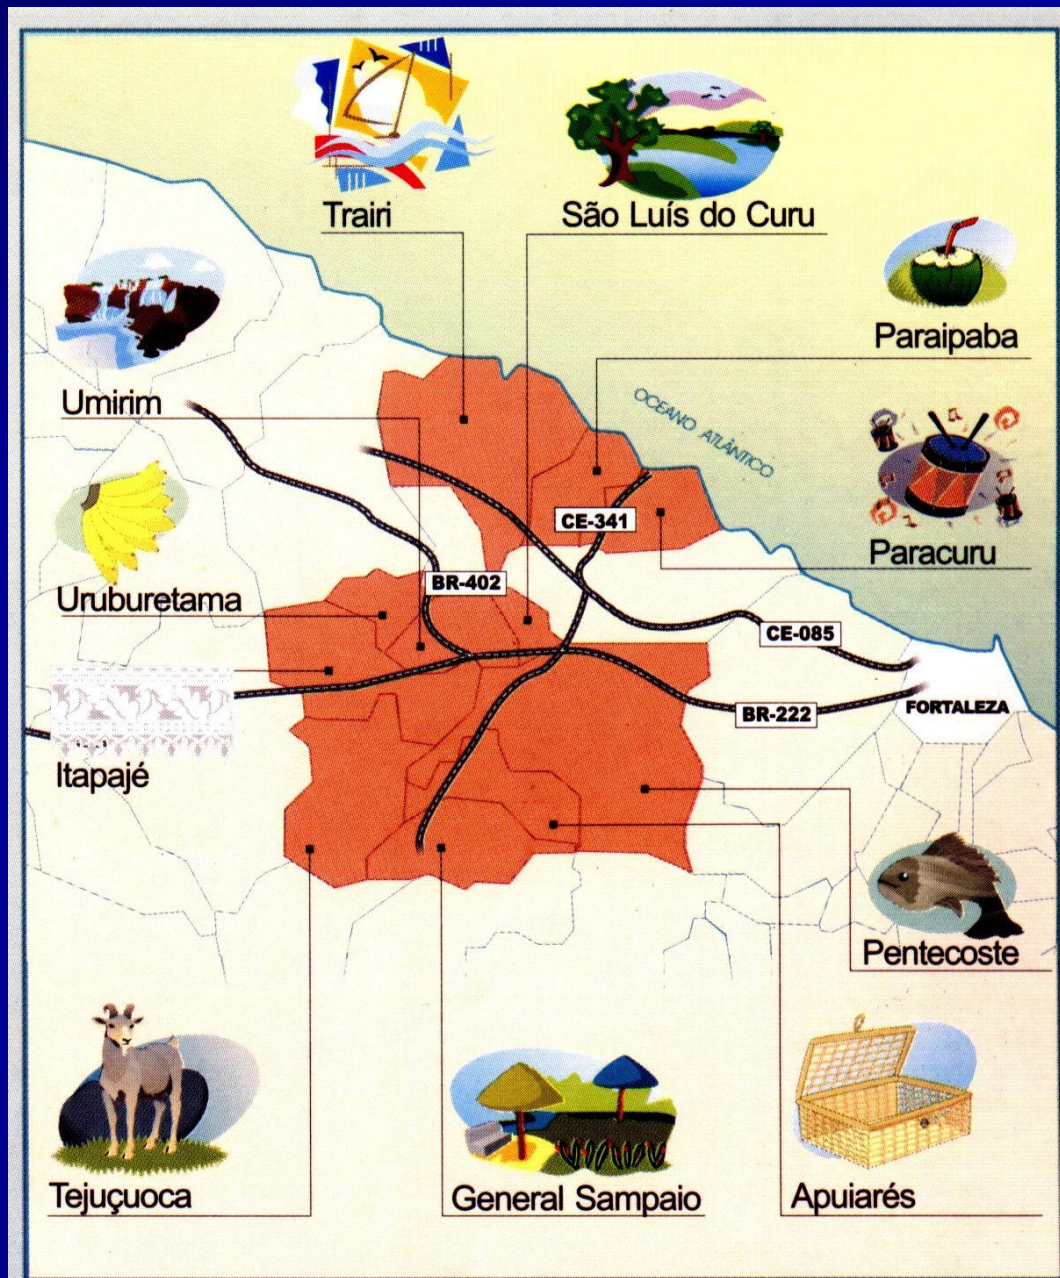 Trairi
São Luís do Curu
Paraipaba
Umirim
OCEANO ATLÂNTICO
Paracuru
CE-341
Uruburetama
BR-402
CE-085
BR-222
FORTALEZA
Itapajé
Pentecoste
Tejuçuoca
General Sampaio
Apuiarés